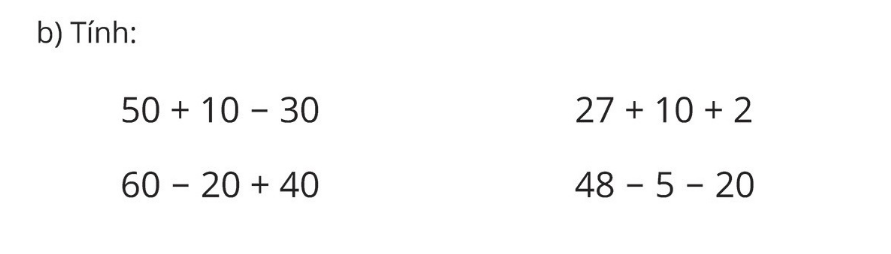 b) Tính:
50 + 10 – 30
27 + 10 + 2
60 – 20 + 40
48 – 5 – 20